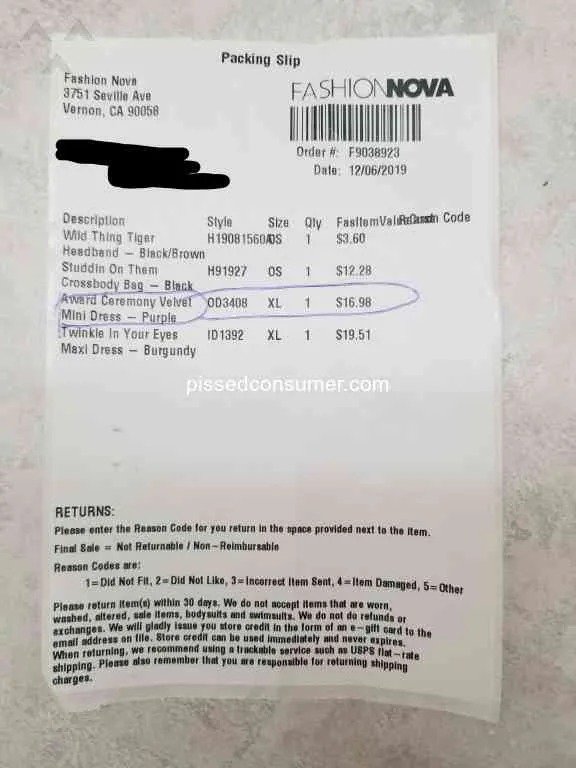 Packing Slip
Fashion Nova
3751 Seville Ave
Vernon, CA 90058
FASHIONNOVA
Order #: F9038923
Date: 12/06/2019
Description Style Size Qty Code
Wild Thing Tiger H19081560A OS 1 $3.60
Headband – Black/Brown
Studdin On Them H91927 OS 1 $12.28
Crossbody Bag – Black
Award Ceremony Velvet OD3408 XL 1 $16.98
Mini Dress – Purple
Twinkle In Your Eyes ID1392 XL 1 $19.51
Maxi Dress – Burgundy
pissedconsumer.com
RETURNS:
Please enter the Reason Code for you return in the space provided next to the item.
Final Sale = Not Returnable / Non-Reimbursable
Reason Codes are:
1=Did Not Fit, 2=Did Not Like, 3=Incorrect Item Sent, 4=Item Damaged, 5=Other
Please return item(s) within 30 days. We do not accept items that are worn,
washed, altered, sale items, bodysuits and swimsuits. We do not do refunds or
exchanges. We will gladly issue you store credit in the form of an e-gift card to the
email address on file. Store credit can be used immediately and never expires.
When returning, we recommend using a trackable service such as USPS flat-rate
shipping. Please also remember that you are responsible for returning shipping
charges.